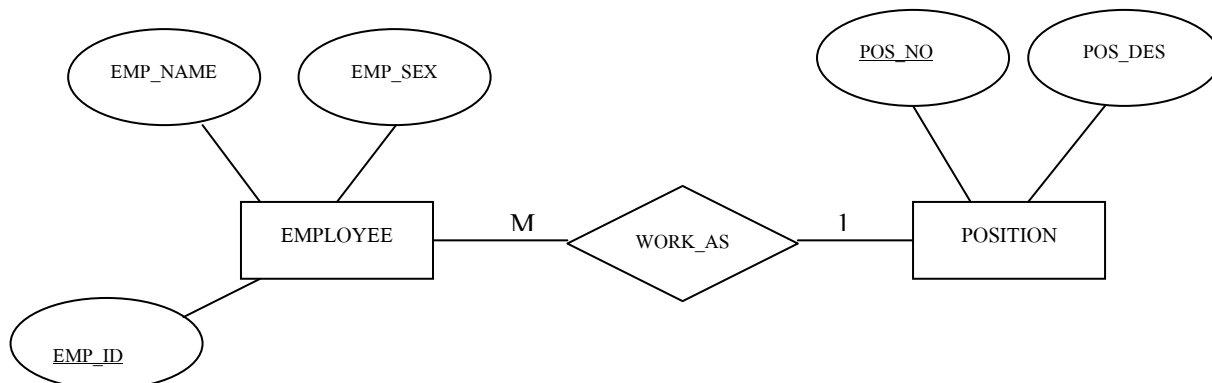 EMP_NAME
EMP_SEX
POS_NO
POS_DES
EMPLOYEE
M
WORK_AS
1
POSITION
EMP_ID